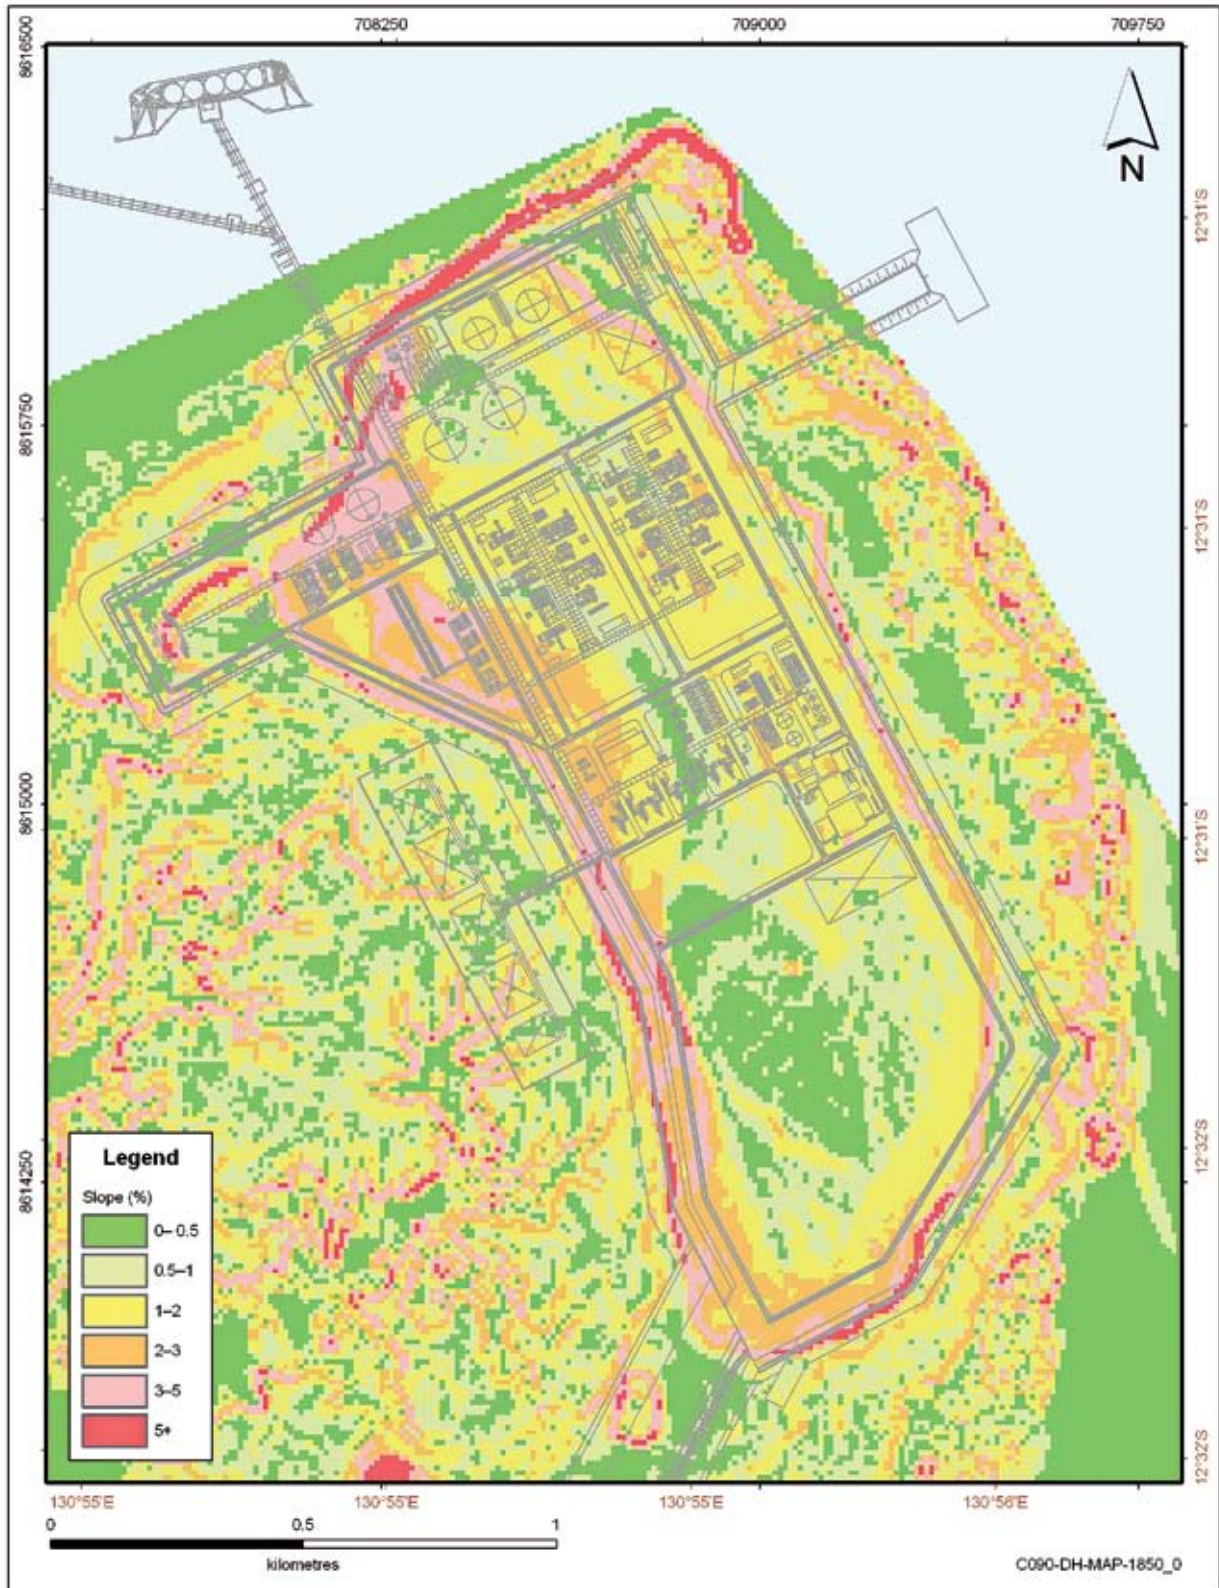 708250 709000 709750
8616500
N
12°31'S
8615750
12°31'S
8615000
12°31'S
Legend
Slope (%)
0– 0.5
0.5–1
1–2
2–3
3–5
5+
8614250
12°32'S
12°32'S
130°55'E 130°55'E 130°55'E 130°56'E
0 0.5 1
kilometres
C090-DH-MAP-1850_0